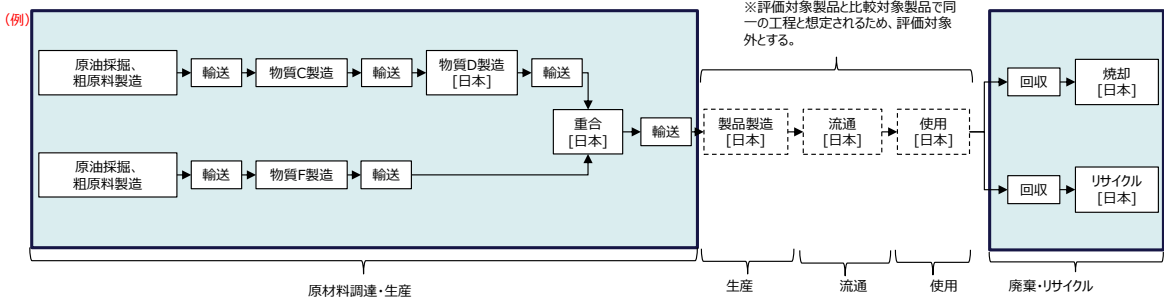 (例)
※評価対象製品と比較対象製品で同
一の工程と想定されるため、評価対象
外とする。
原油採掘、
粗原料製造
輸送
物質C製造
輸送
物質D製造
[日本]
輸送
重合
[日本]
輸送
製品製造
[日本]
流通
[日本]
使用
[日本]
回収
焼却
[日本]
原油採掘、
粗原料製造
輸送
物質F製造
輸送
回収
リサイクル
[日本]
原材料調達・生産
生産
流通
使用
廃棄・リサイクル